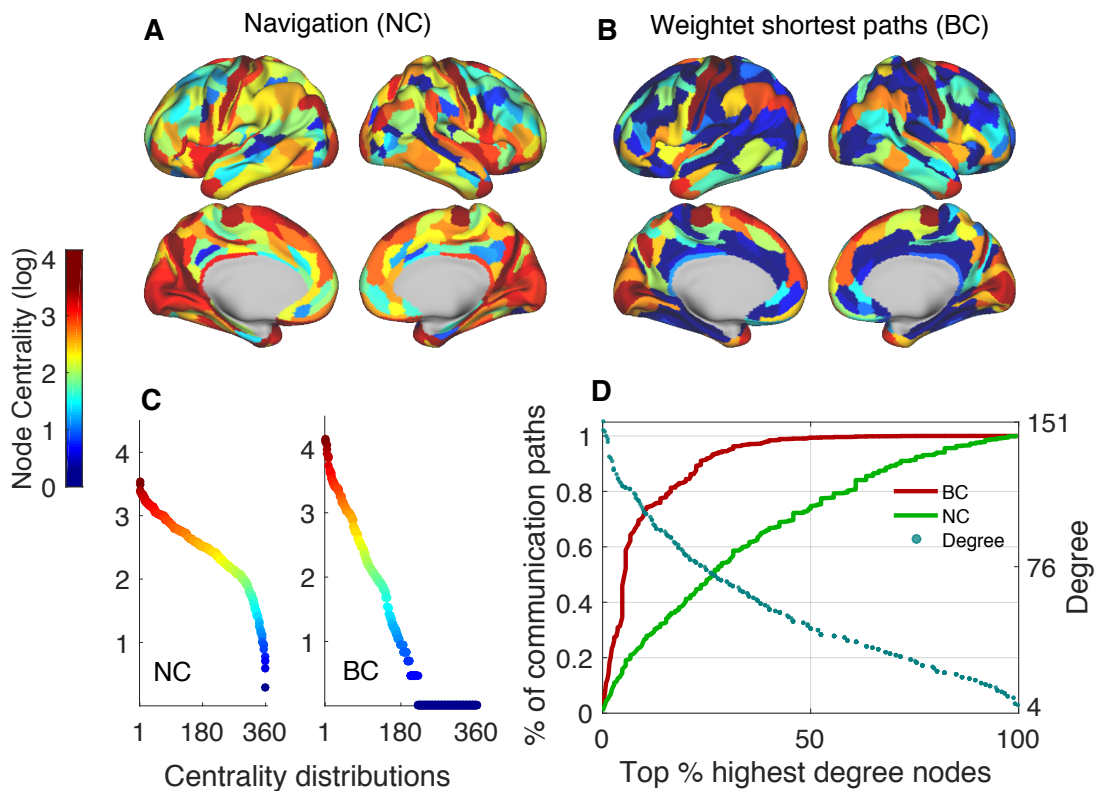 A Navigation (NC)
B Weightet shortest paths (BC)
Node Centrality (log)
4
3
2
1
0
C
4
3
2
1
NC
1 180 360
4
3
2
1
BC
1 180 360
Centrality distributions
D
% of communication paths
1
0.8
0.6
0.4
0.2
0
0 50 100
Top % highest degree nodes
151
76
4
Degree
BC
NC
Degree